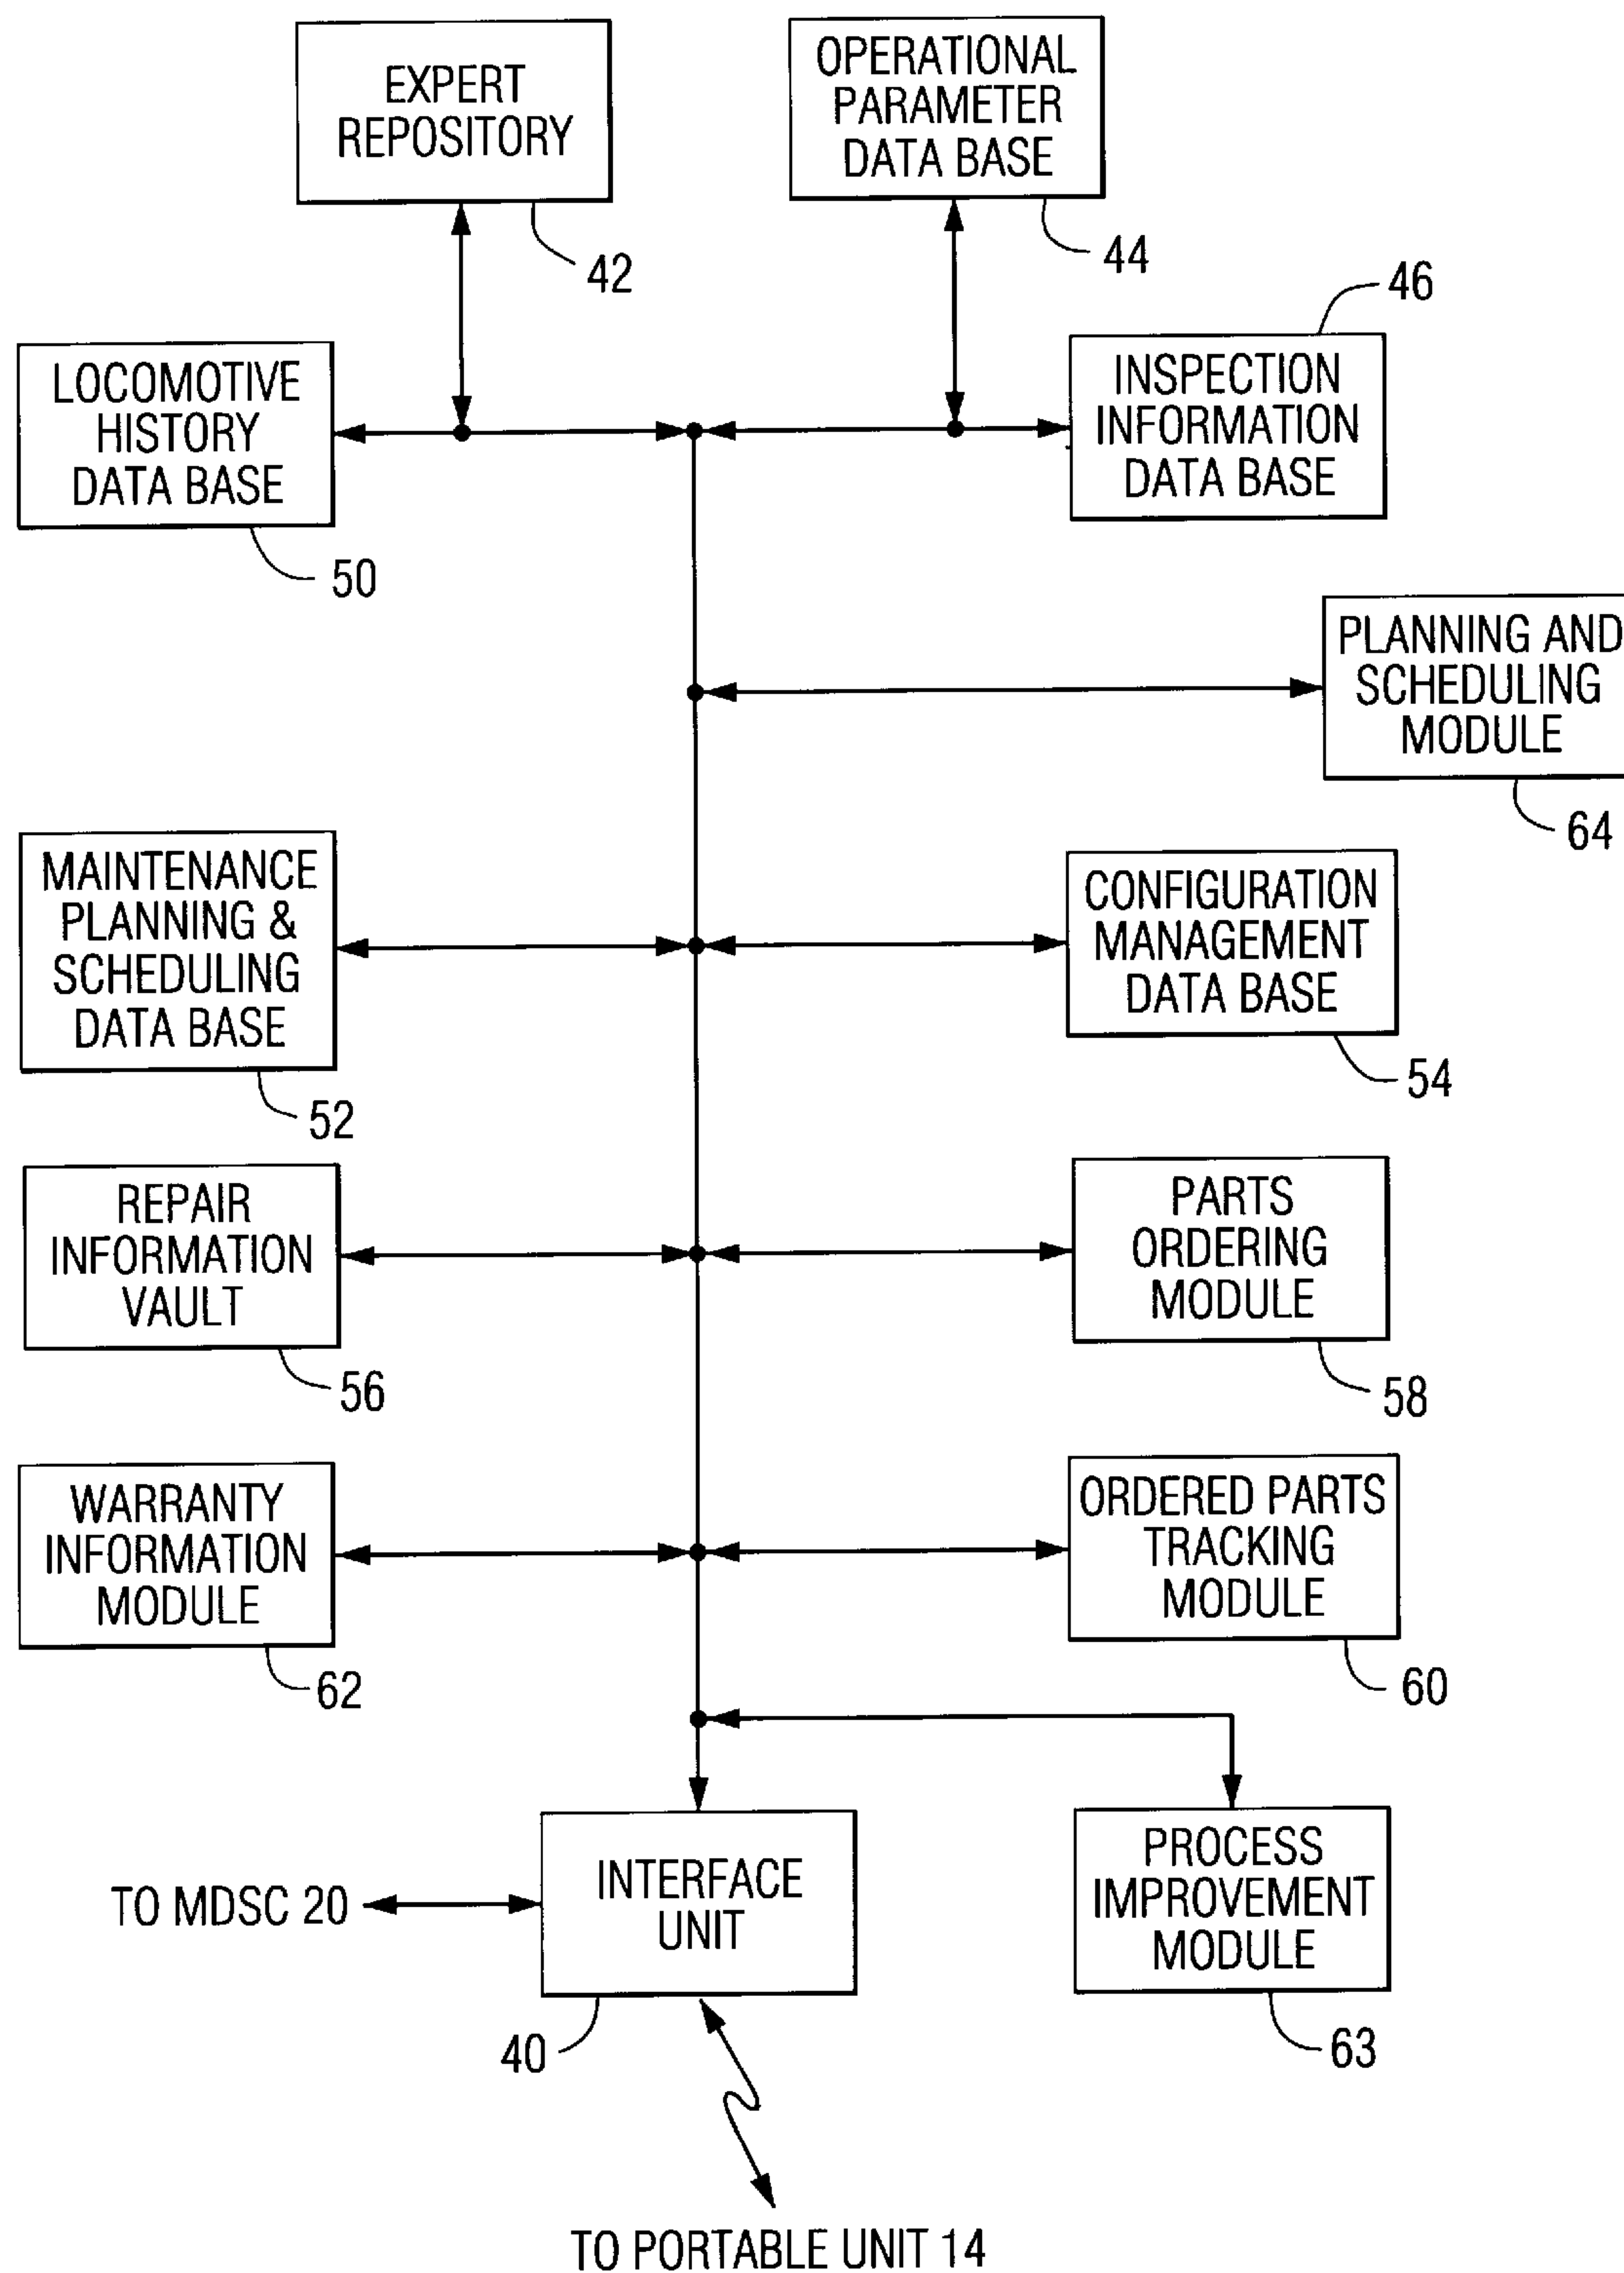 EXPERT
REPOSITORY
42
OPERATIONAL
PARAMETER
DATA BASE
44
LOCOMOTIVE
HISTORY
DATA BASE
50
46
INSPECTION
INFORMATION
DATA BASE
PLANNING AND
SCHEDULING
MODULE
64
MAINTENANCE
PLANNING &
SCHEDULING
DATA BASE
52
CONFIGURATION
MANAGEMENT
DATA BASE
54
REPAIR
INFORMATION
VAULT
56
PARTS
ORDERING
MODULE
58
WARRANTY
INFORMATION
MODULE
62
ORDERED PARTS
TRACKING
MODULE
60
TO MDSC 20
INTERFACE
UNIT
40
PROCESS
IMPROVEMENT
MODULE
63
TO PORTABLE UNIT 14